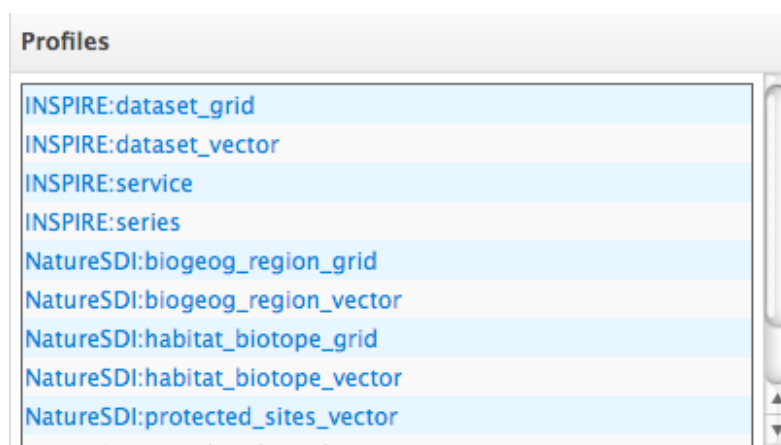 Profiles
INSPIRE:dataset_grid
INSPIRE:dataset_vector
INSPIRE:service
INSPIRE:series
NatureSDI:biogeog_region_grid
NatureSDI:biogeog_region_vector
NatureSDI:habitat_biotope_grid
NatureSDI:habitat_biotope_vector
NatureSDI:protected_sites_vector